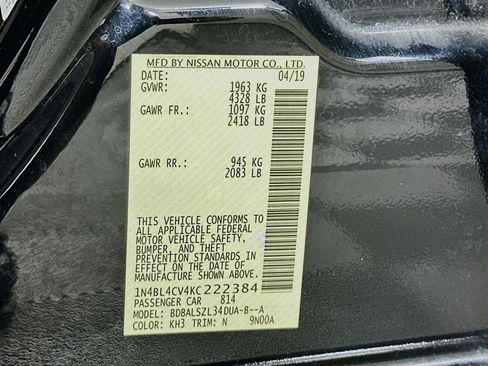 MFD BY NISSAN MOTOR CO., LTD.
DATE: 04/19
GVWR: 1963 KG
4328 LB
GAWR FR.: 1097 KG
2418 LB
GAWR RR.: 945 KG
2083 LB
THIS VEHICLE CONFORMS TO
ALL APPLICABLE FEDERAL
MOTOR VEHICLE SAFETY,
BUMPER, AND THEFT
PREVENTION STANDARDS IN
EFFECT ON THE DATE OF
MANUFACTURE SHOWN ABOVE.
1N4BL4CV4KC222384
PASSENGER CAR 814
MODEL: BDBALSZL34DUA-B--A
COLOR: KH3 TRIM: N 9N00A